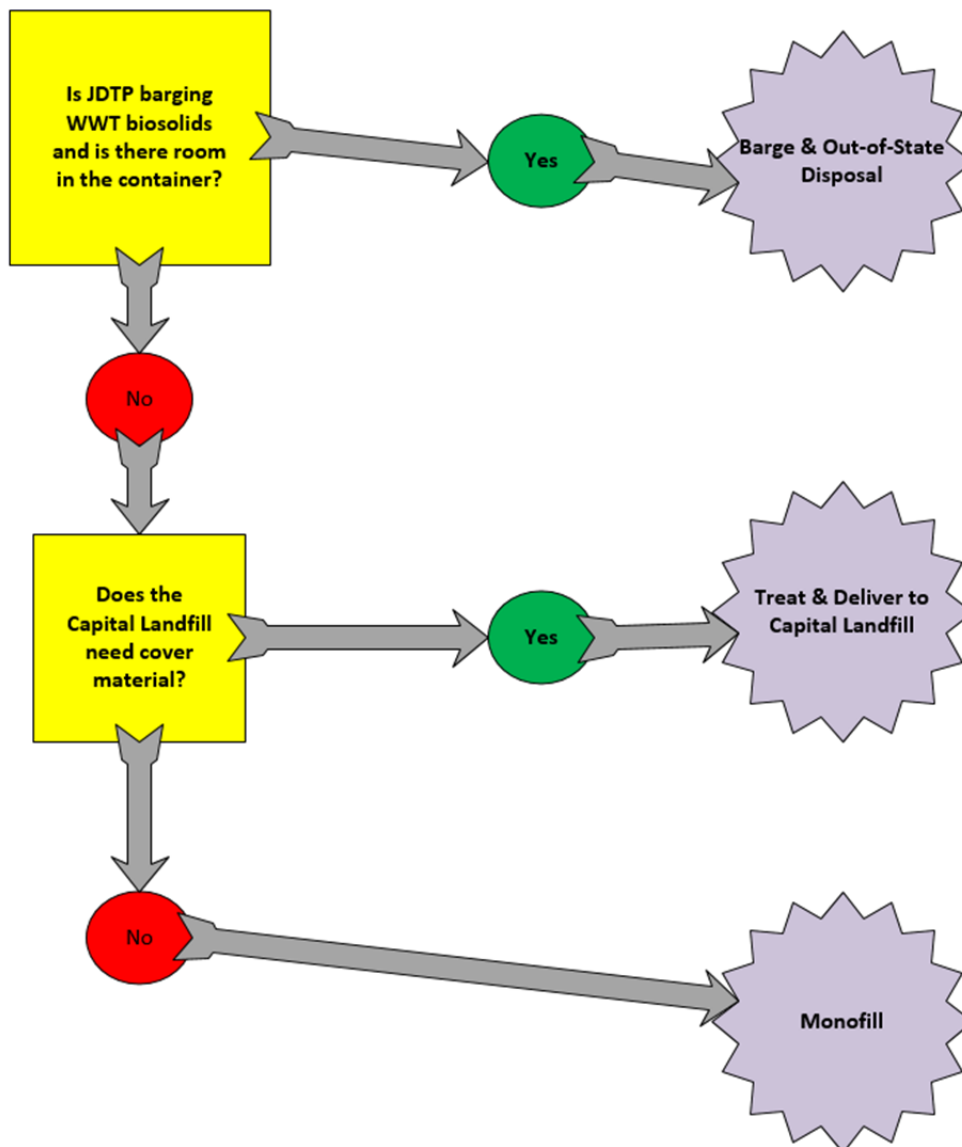 Is JDTP barging
WWT biosolids
and is there room
in the container?
Yes
Barge & Out-of-State
Disposal
No
Does the
Capital Landfill
need cover
material?
Yes
Treat & Deliver to
Capital Landfill
No
Monofill